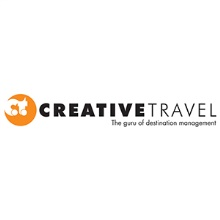 ct CREATIVETRAVEL
The guru of destination management